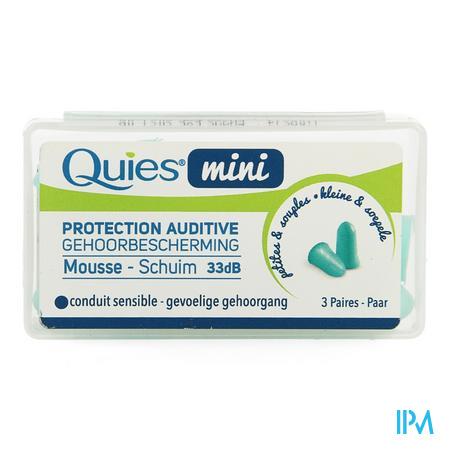 Quies® mini
PROTECTION AUDITIVE
GEHOORBESCHERMING
Mousse - Schuim 33dB
conduit sensible - gevoelige gehoorgang
petites & souples • kleine & soepele
3 Paires - Paar
IPM